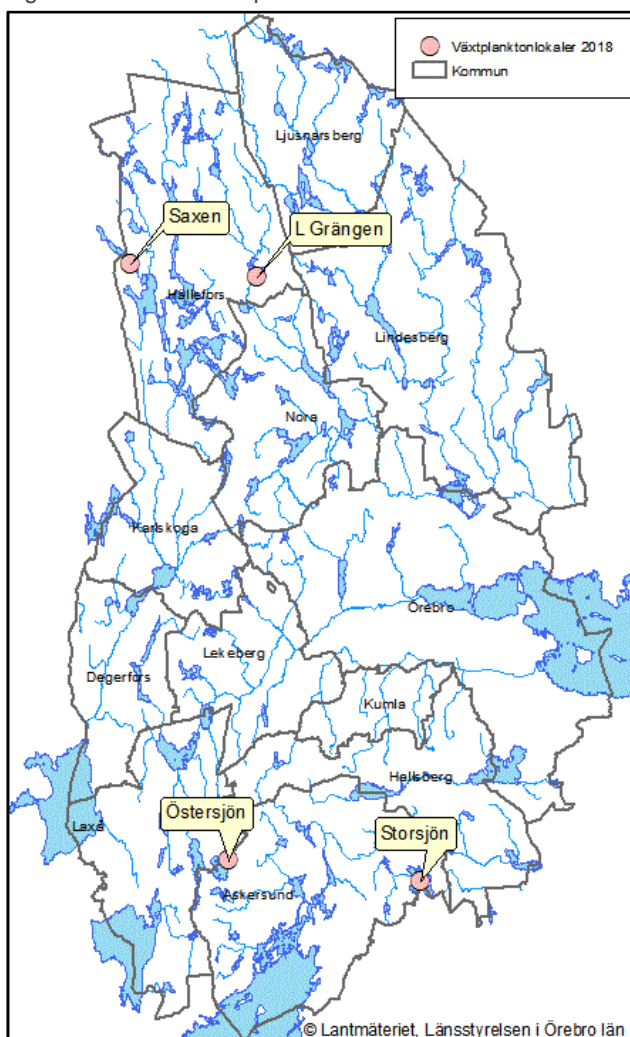 Växtplanktonlokaler 2018
Kommun
Ljusnarsberg
Saxen
L Grängen
Hällefors
Lindesberg
Nora
Karlskoga
Örebro
Lekeberg
Degerfors
Kumla
Hallsberg
Laxå
Östersjön
Storsjön
Askersund
© Lantmäteriet, Länsstyrelsen i Örebro län